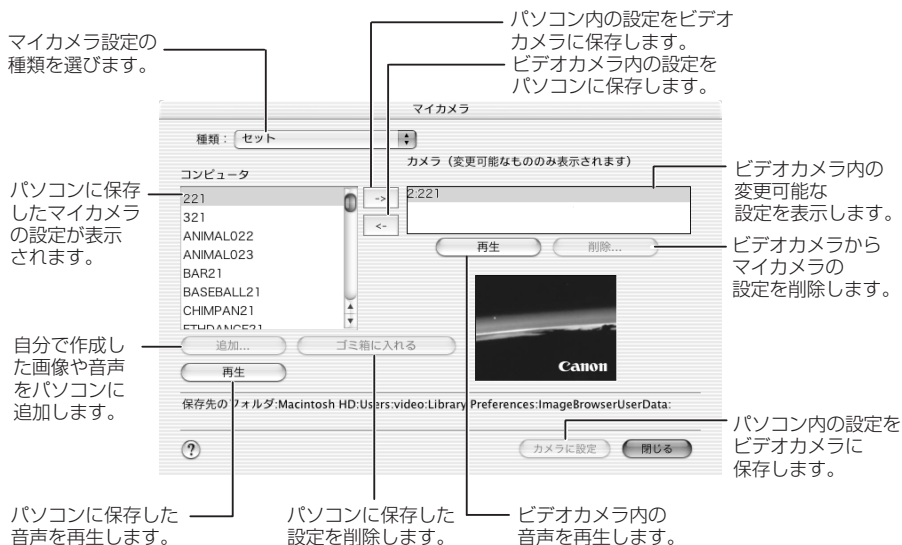 パソコン内の設定をビデオ
カメラに保存します。
マイカメラ設定の
種類を選びます。
ビデオカメラ内の設定を
パソコンに保存します。
マイカメラ
種類： セット
カメラ（変更可能なもののみ表示されます）
コンピュータ
パソコンに保存
したマイカメラ
の設定が表示
されます。
221
321
ANIMAL022
ANIMAL023
BAR21
BASEBALL21
CHIMPAN21
ETHDANCE21
->
<-
2.221
ビデオカメラ内の
変更可能な
設定を表示します。
再生
削除...
ビデオカメラから
マイカメラの
設定を削除します。
Canon
自分で作成し
た画像や音声
をパソコンに
追加します。
追加...
ゴミ箱に入れる
再生
保存先のフォルダ:Macintosh HD:Users:video:Library Preferences:ImageBrowserUserData:
?
カメラに設定
閉じる
パソコン内の設定を
ビデオカメラに
保存します。
パソコンに保存した
音声を再生します。
パソコンに保存した
設定を削除します。
ビデオカメラ内の
音声を再生します。